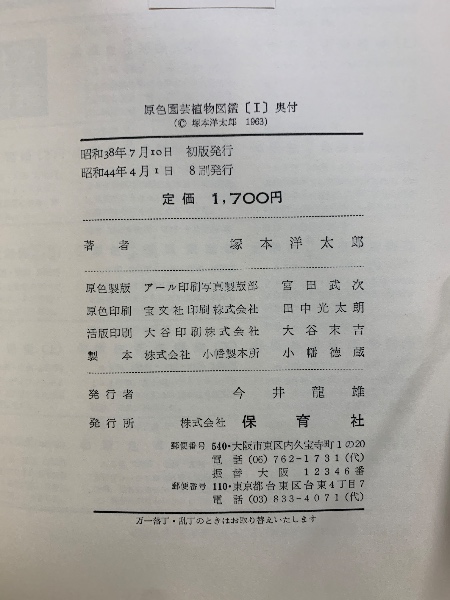 原色園芸植物図鑑〔I〕奥付
(© 塚本洋太郎 1963)
昭和38年7月10日 初版発行
昭和44年4月1日 8刷発行
定価 1,700円
著者 塚本洋太郎
原色製版 アール印刷写真製版部 宮田武次
原色印刷 宝文社印刷株式会社 田中光太朗
活版印刷 大谷印刷株式会社 大谷末吉
製本 株式会社 小幡製本所 小幡徳蔵
発行者 今井龍雄
発行所 株式会社 保育社
郵便番号 540・大阪市東区内久宝寺町1の20
電話 (06) 762-1731 (代)
振替 大阪 12346番
郵便番号 110・東京都台東区台東4丁目7
電話 (03) 833-4071 (代)
万一落丁・乱丁のときはお取り替えいたします